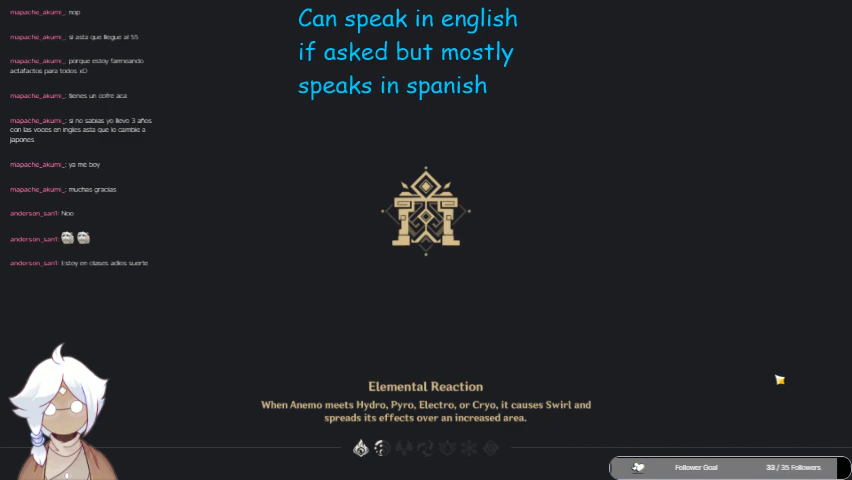 mapache_akumi_: nop
mapache_akumi_: si asta que llegue al 55
mapache_akumi_: porque estoy farmeando
actafactos para todos xD
mapache_akumi_: tienes un cofre aca
mapache_akumi_: si no sabias yo llevo 3 años
con las voces en ingles asta que lo cambie a
japones
mapache_akumi_: ya me boy
mapache_akumi_: muchas gracias
anderson_san1: Noo
anderson_san1:
anderson_san1: Estoy en clases adios suerte
Can speak in english
if asked but mostly
speaks in spanish
Elemental Reaction
When Anemo meets Hydro, Pyro, Electro, or Cryo, it causes Swirl and
spreads its effects over an increased area.
Follower Goal 33 / 35 Followers